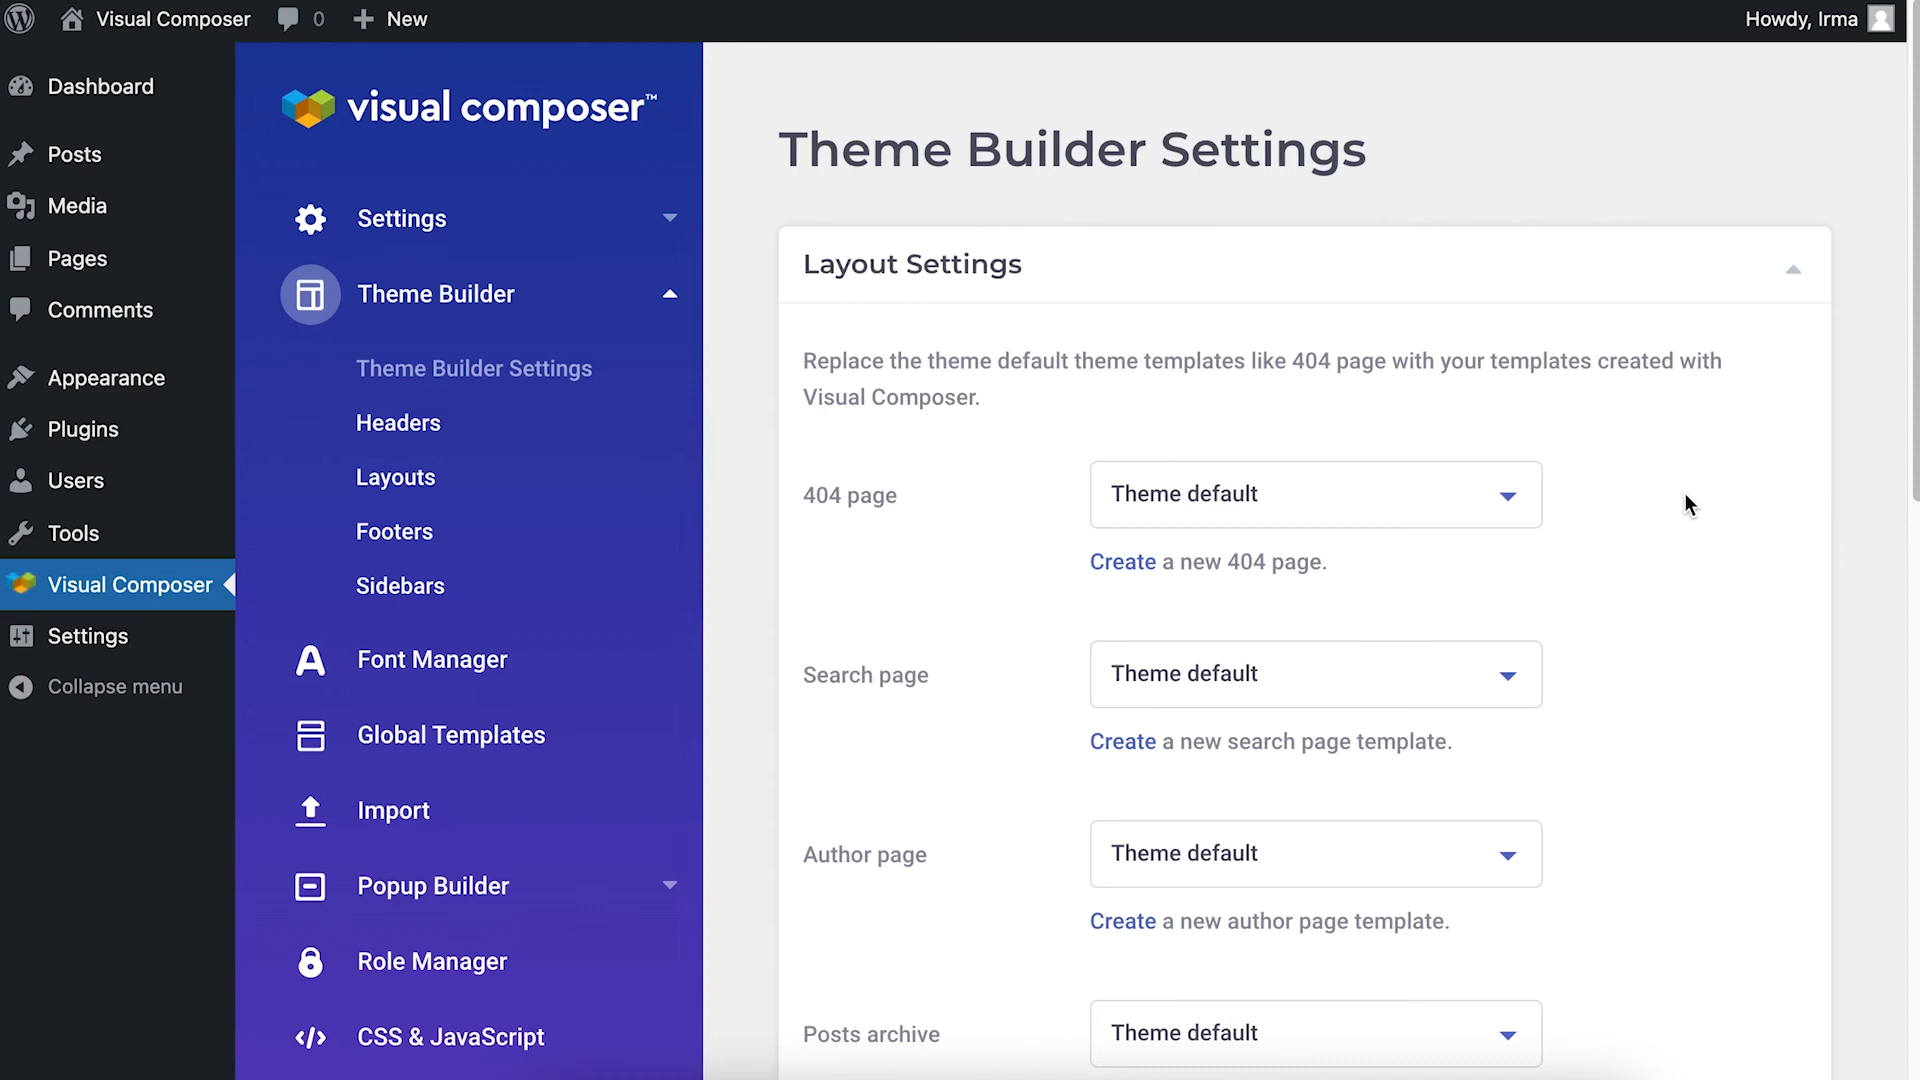 Visual Composer
0
New
Howdy, Irma
Dashboard
Posts
Media
Pages
Comments
Appearance
Plugins
Users
Tools
Visual Composer
Settings
Collapse menu
visual composer™
Settings
Theme Builder
Theme Builder Settings
Headers
Layouts
Footers
Sidebars
Font Manager
Global Templates
Import
Popup Builder
Role Manager
CSS & JavaScript
Theme Builder Settings
Layout Settings
Replace the theme default theme templates like 404 page with your templates created with
Visual Composer.
404 page
Theme default
Create a new 404 page.
Search page
Theme default
Create a new search page template.
Author page
Theme default
Create a new author page template.
Posts archive
Theme default